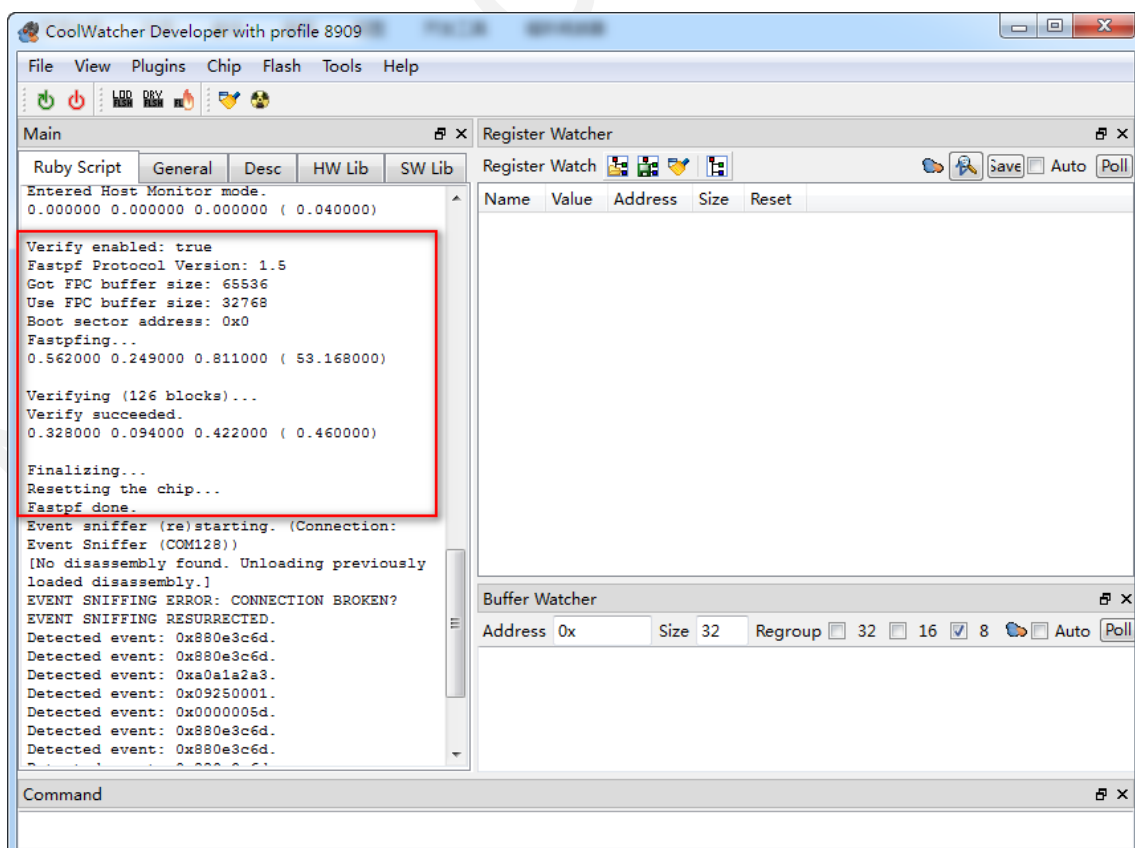 CoolWatcher Developer with profile 8909
File View Plugins Chip Flash Tools Help
LOD FLSH DRV FLSH FL
Main
Ruby Script General Desc HW Lib SW Lib
Entered Host Monitor mode.
0.000000 0.000000 0.000000 ( 0.040000)
Verify enabled: true
Fastpf Protocol Version: 1.5
Got FPC buffer size: 65536
Use FPC buffer size: 32768
Boot sector address: 0x0
Fastpfing...
0.562000 0.249000 0.811000 ( 53.168000)
Verifying (126 blocks)...
Verify succeeded.
0.328000 0.094000 0.422000 ( 0.460000)
Finalizing...
Resetting the chip...
Fastpf done.
Event sniffer (re)starting. (Connection:
Event Sniffer (COM128))
[No disassembly found. Unloading previously
loaded disassembly.]
EVENT SNIFFING ERROR: CONNECTION BROKEN?
EVENT SNIFFING RESURRECTED.
Detected event: 0x880e3c6d.
Detected event: 0x880e3c6d.
Detected event: 0xa0a1a2a3.
Detected event: 0x09250001.
Detected event: 0x0000005d.
Detected event: 0x880e3c6d.
Detected event: 0x880e3c6d.
Register Watcher
Register Watch Save Auto Poll
Name Value Address Size Reset
Buffer Watcher
Address 0x Size 32 Regroup 32 16 8 Auto Poll
Command